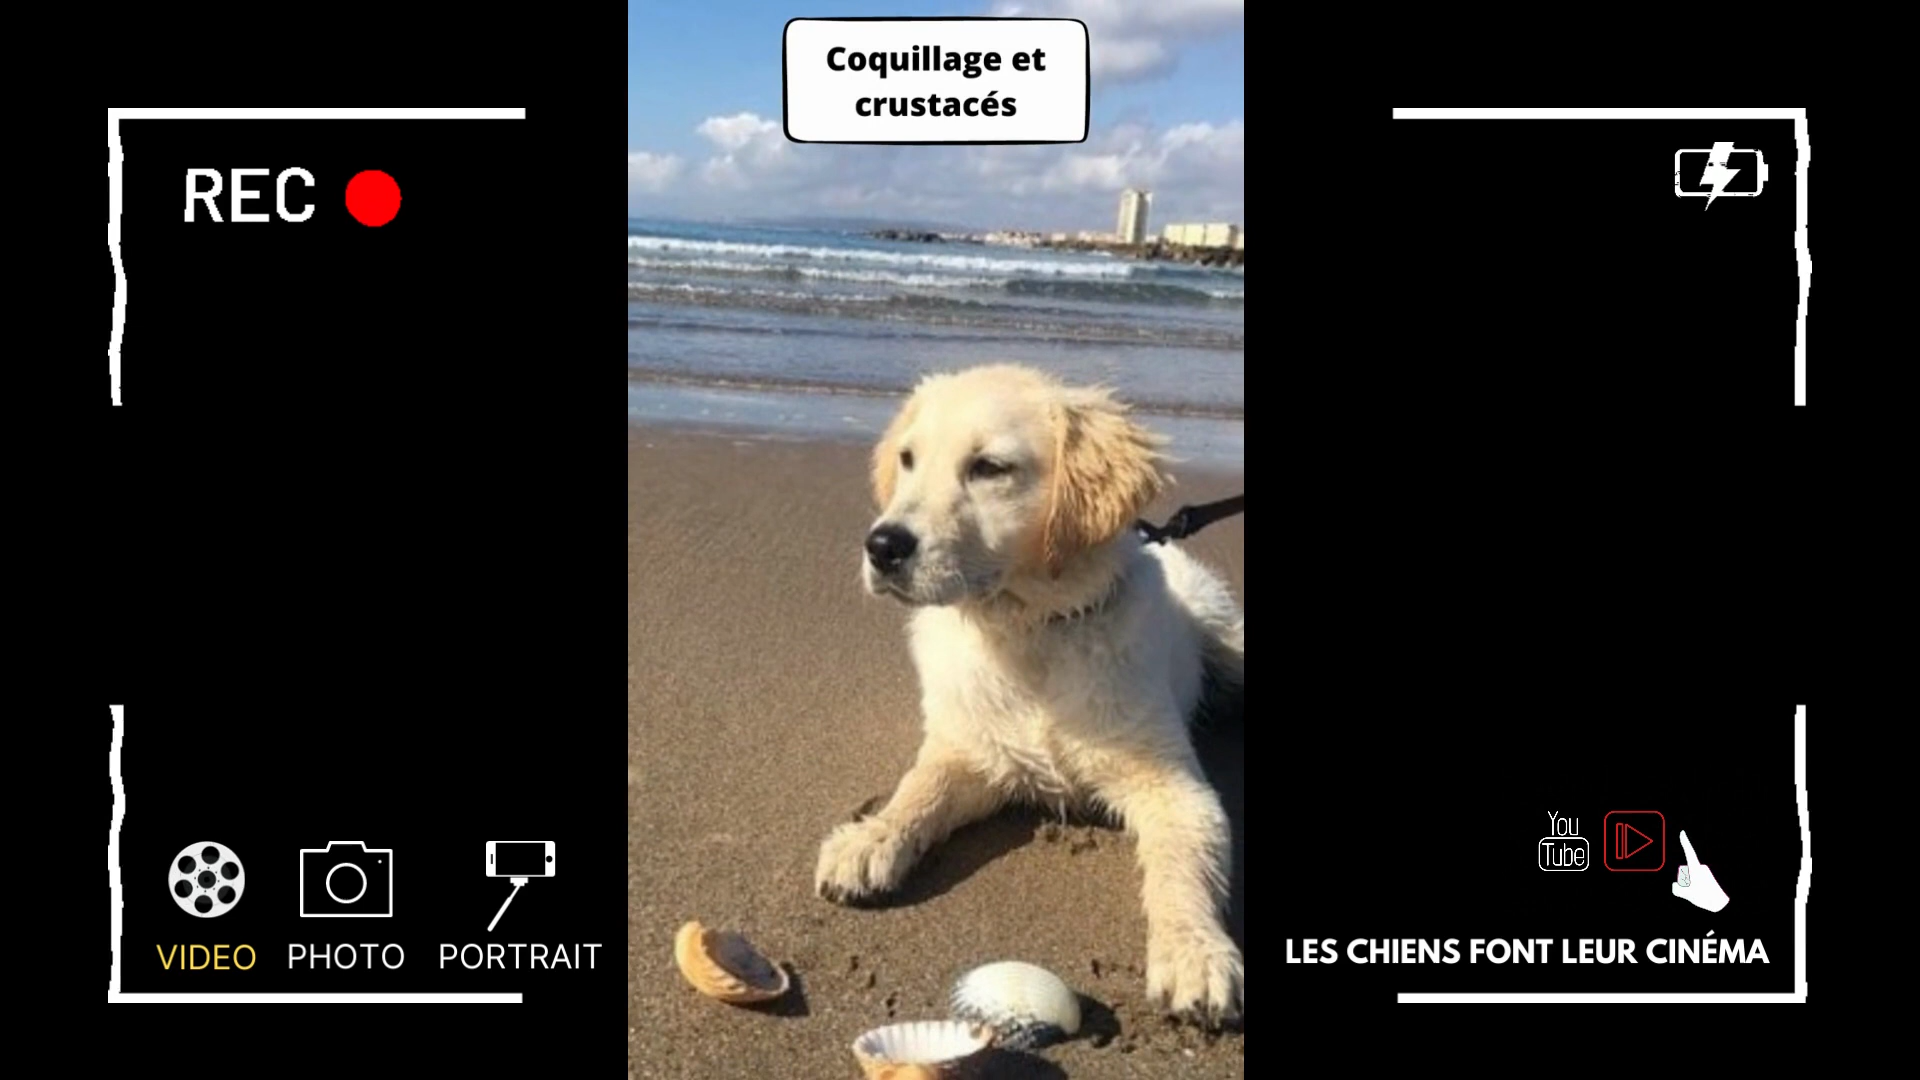 Coquillage et
crustacés
REC
VIDEO
PHOTO
PORTRAIT
You
Tube
LES CHIENS FONT LEUR CINÉMA